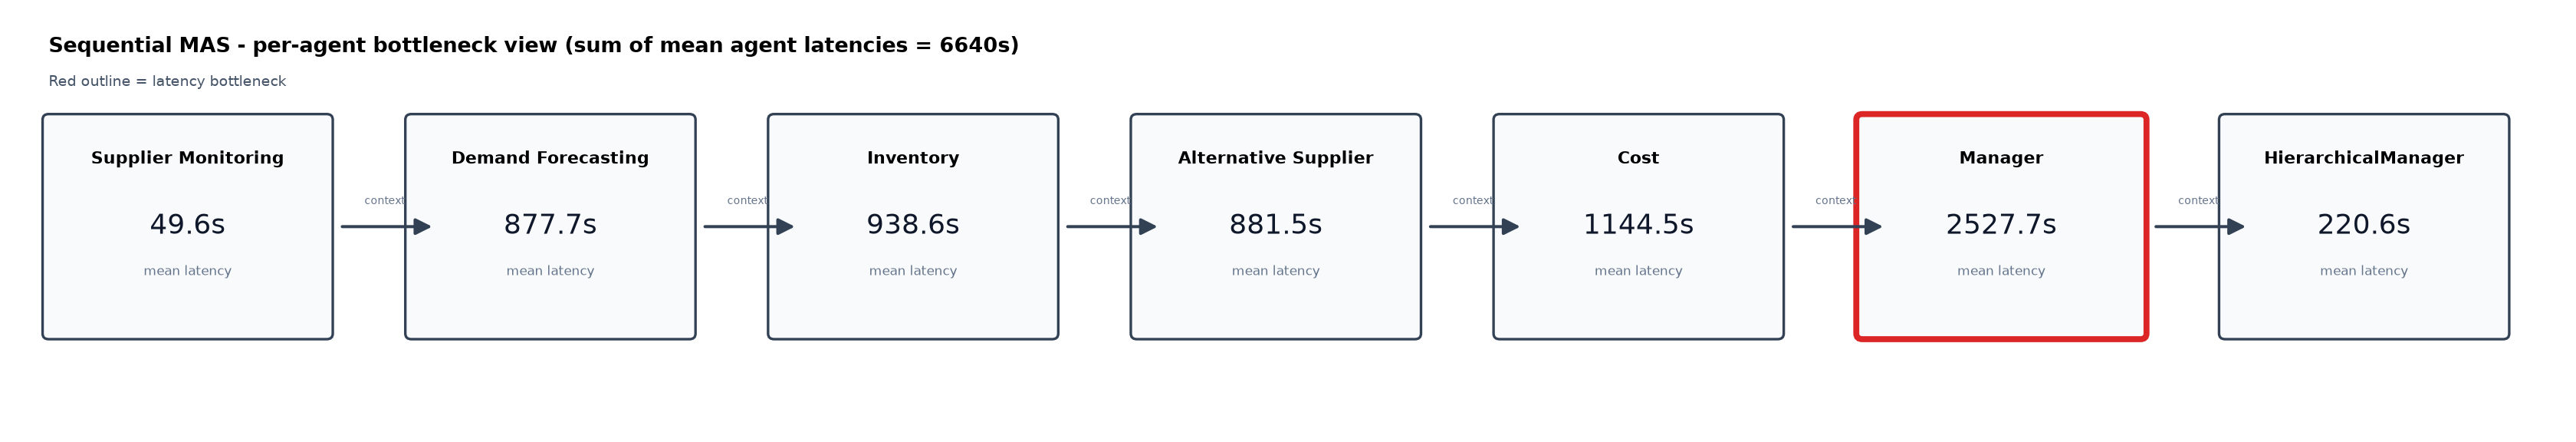 Sequential MAS - per-agent bottleneck view (sum of mean agent latencies = 6640s)
Red outline = latency bottleneck
Supplier Monitoring
49.6s
mean latency
context
Demand Forecasting
877.7s
mean latency
context
Inventory
938.6s
mean latency
context
Alternative Supplier
881.5s
mean latency
context
Cost
1144.5s
mean latency
context
Manager
2527.7s
mean latency
context
HierarchicalManager
220.6s
mean latency